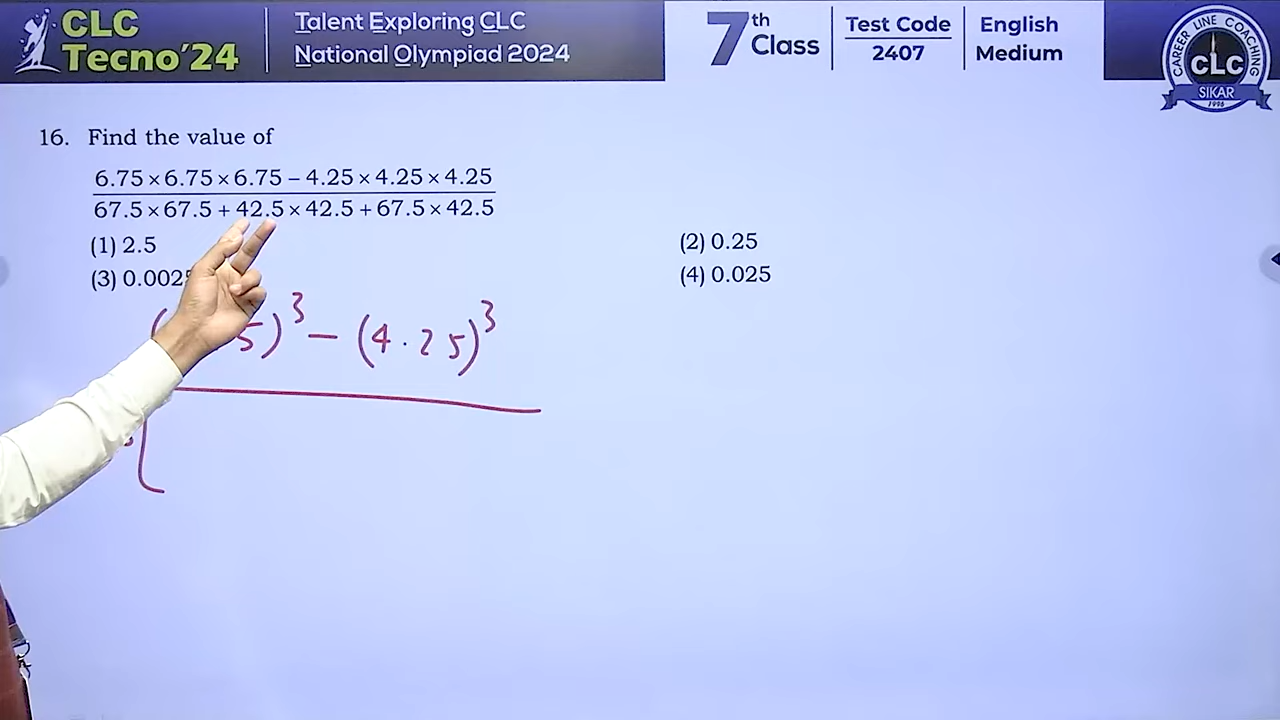 CLC
Tecno'24
Talent Exploring CLC
National Olympiad 2024
7th
Class
Test Code
2407
English
Medium
CAREER LINE COACHING
CLC
SIKAR
1996
16. Find the value of
6.75×6.75×6.75–4.25×4.25×4.25
67.5×67.5+42.5×42.5+67.5×42.5
(1) 2.5
(2) 0.25
(3) 0.0025
(4) 0.025
( 5)³ – (4.25)³